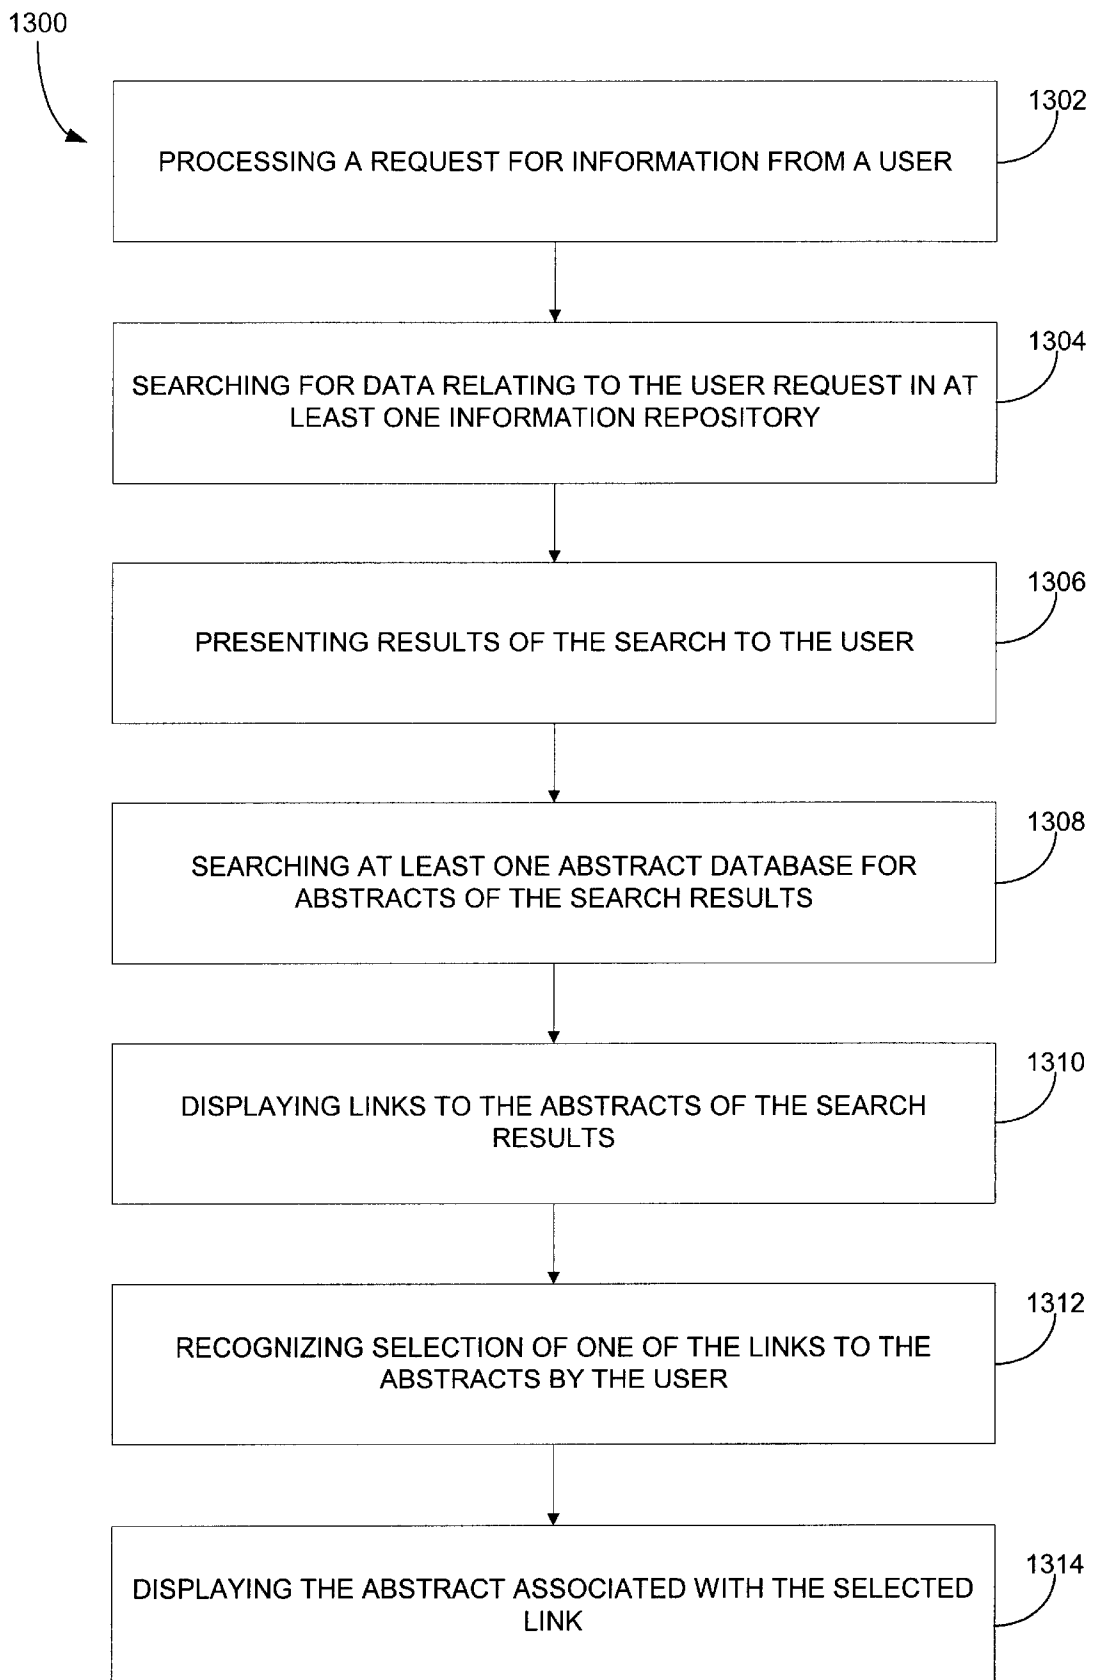 1300
1302
PROCESSING A REQUEST FOR INFORMATION FROM A USER
1304
SEARCHING FOR DATA RELATING TO THE USER REQUEST IN AT
LEAST ONE INFORMATION REPOSITORY
1306
PRESENTING RESULTS OF THE SEARCH TO THE USER
1308
SEARCHING AT LEAST ONE ABSTRACT DATABASE FOR
ABSTRACTS OF THE SEARCH RESULTS
1310
DISPLAYING LINKS TO THE ABSTRACTS OF THE SEARCH
RESULTS
1312
RECOGNIZING SELECTION OF ONE OF THE LINKS TO THE
ABSTRACTS BY THE USER
1314
DISPLAYING THE ABSTRACT ASSOCIATED WITH THE SELECTED
LINK